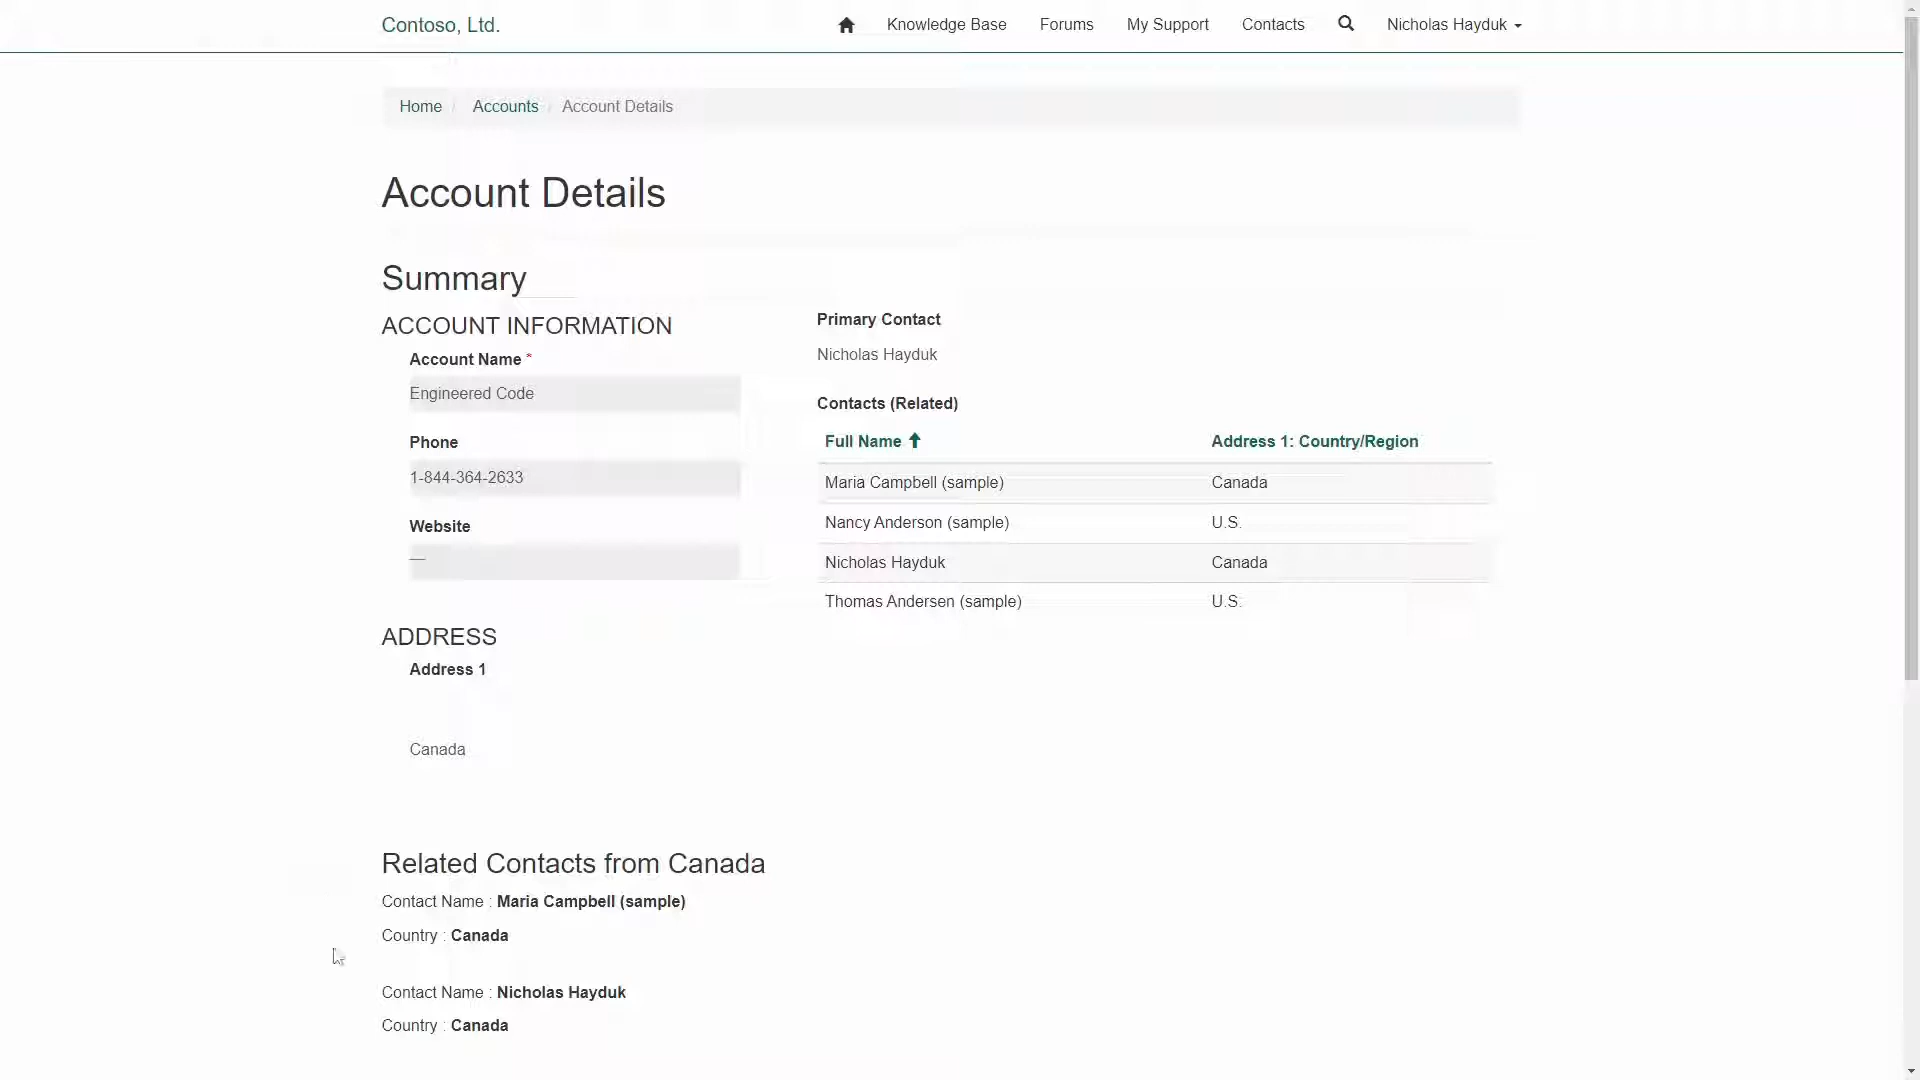 Contoso, Ltd.
Knowledge Base Forums My Support Contacts Nicholas Hayduk
Home / Accounts / Account Details
Account Details
Summary
ACCOUNT INFORMATION
Account Name *
Engineered Code
Phone
1-844-364-2633
Website
—
ADDRESS
Address 1
Canada
Primary Contact
Nicholas Hayduk
Contacts (Related)
Full Name Address 1: Country/Region
Maria Campbell (sample) Canada
Nancy Anderson (sample) U.S.
Nicholas Hayduk Canada
Thomas Andersen (sample) U.S.
Related Contacts from Canada
Contact Name : Maria Campbell (sample)
Country : Canada
Contact Name : Nicholas Hayduk
Country : Canada